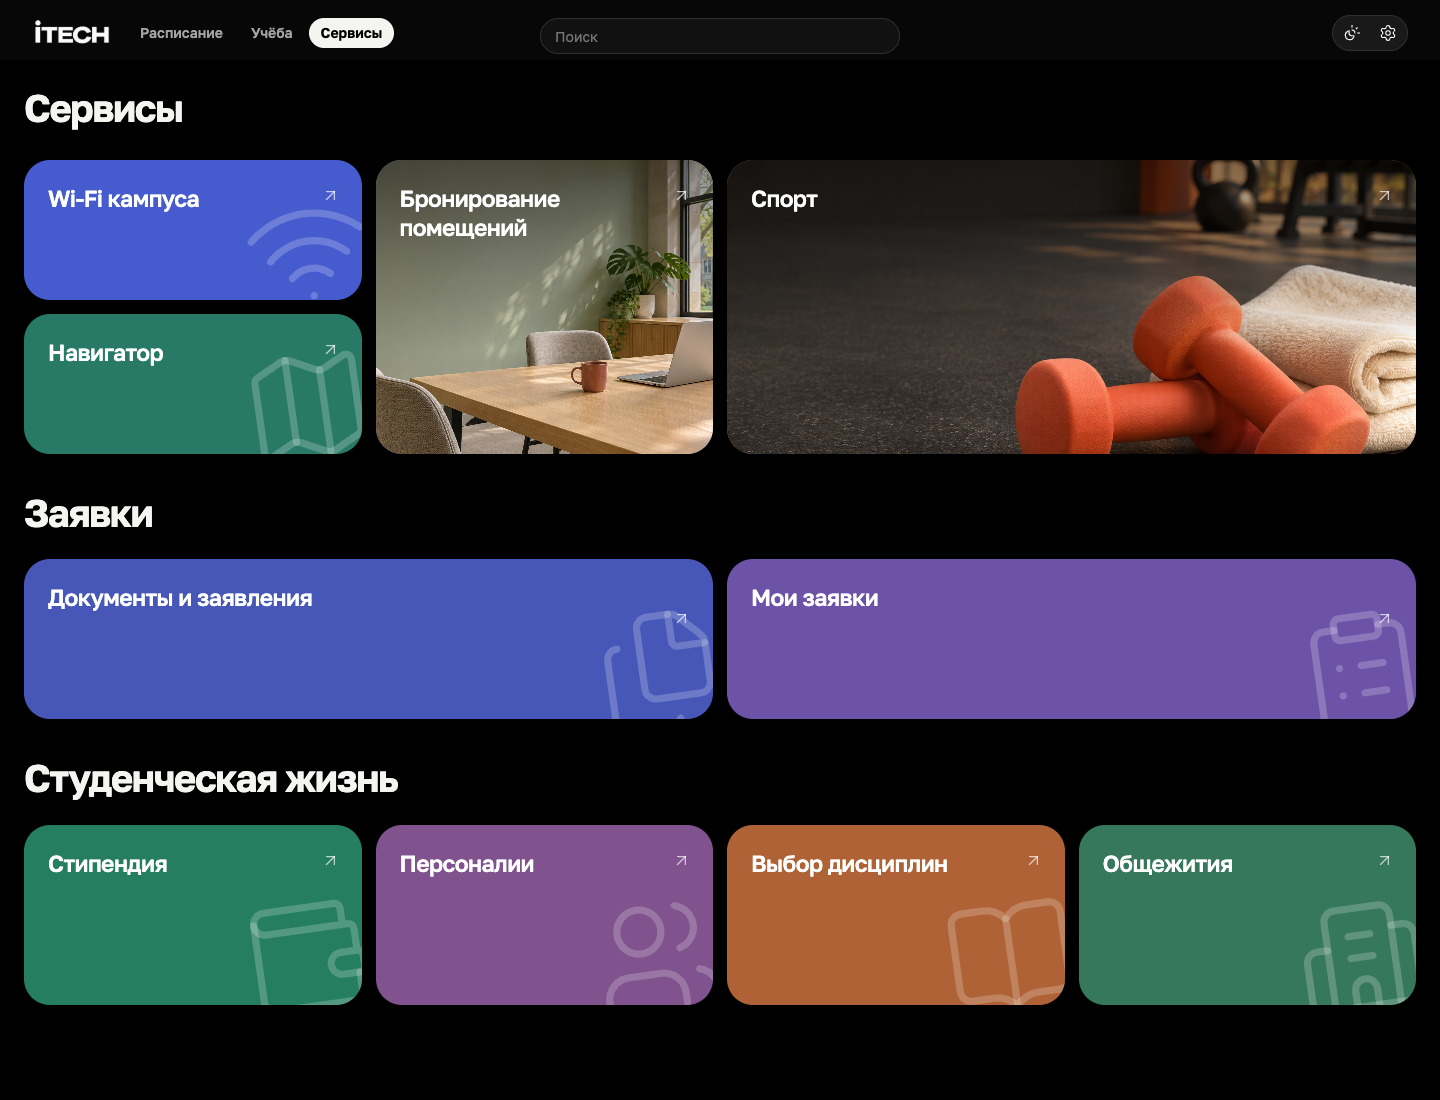 iTECH
Расписание
Учёба
Сервисы
Поиск
Сервисы
Wi-Fi кампуса
Бронирование
помещений
Спорт
Навигатор
Заявки
Документы и заявления
Мои заявки
Студенческая жизнь
Стипендия
Персоналии
Выбор дисциплин
Общежития